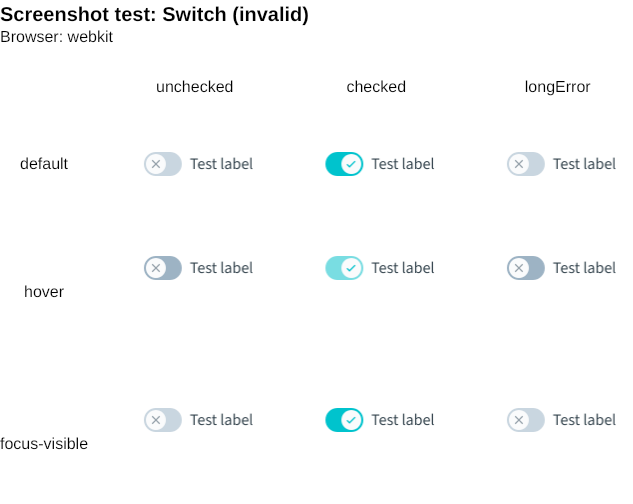 Screenshot test: Switch (invalid)
Browser: webkit
unchecked checked longError
default Test label Test label Test label
hover Test label Test label Test label
focus-visible Test label Test label Test label